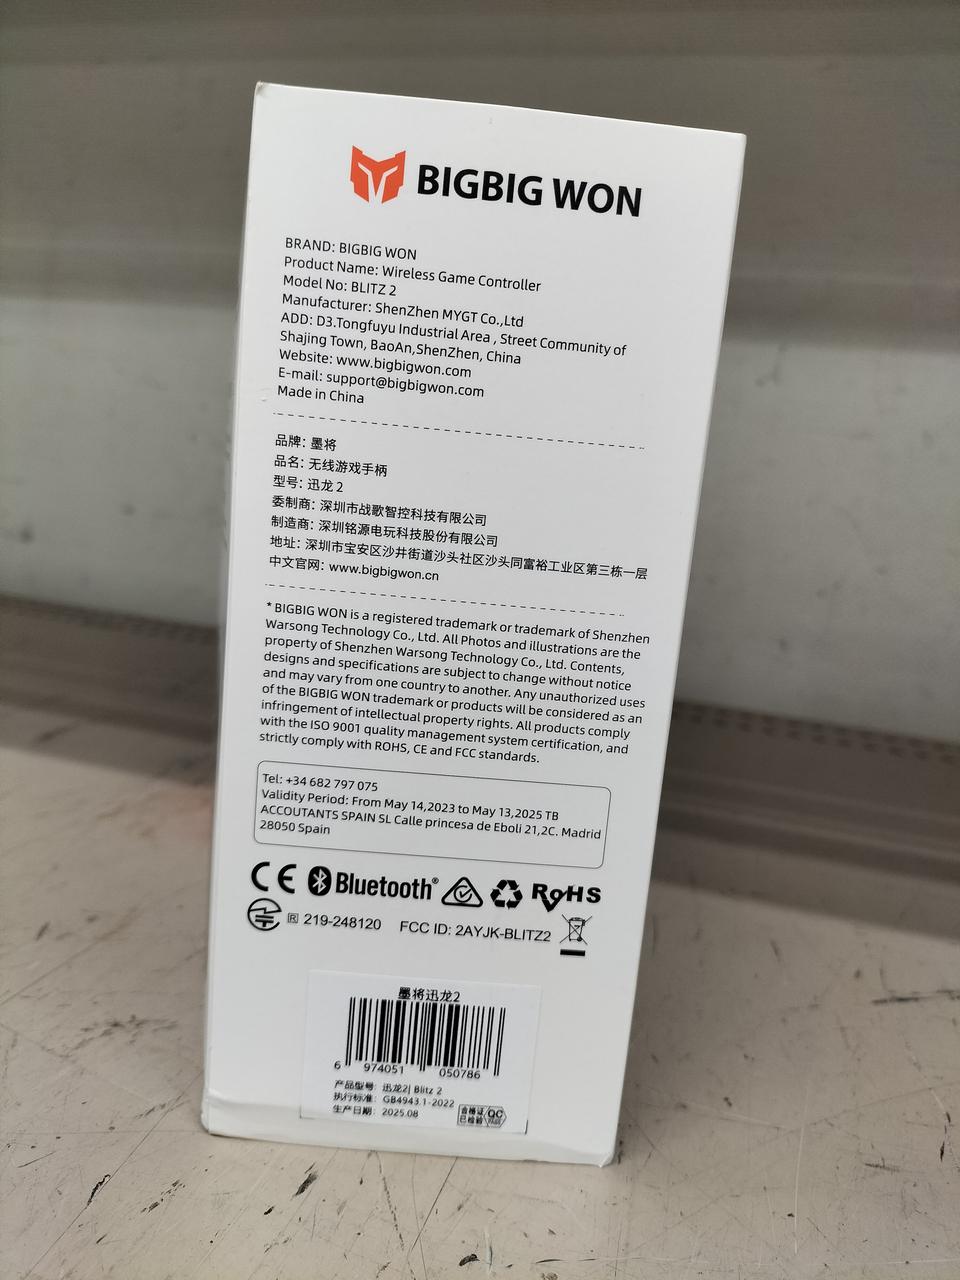 BIGBIG WON
BRAND: BIGBIG WON
Product Name: Wireless Game Controller
Model No: BLITZ 2
Manufacturer: ShenZhen MYGT Co.,Ltd
ADD: D3.Tongfuyu Industrial Area , Street Community of
Shajing Town, BaoAn,ShenZhen, China
Website: www.bigbigwon.com
E-mail: support@bigbigwon.com
Made in China
品牌: 墨将
品名: 无线游戏手柄
型号: 迅龙 2
委制商: 深圳市战歌智控科技有限公司
制造商: 深圳铭源电玩科技股份有限公司
地址: 深圳市宝安区沙井街道沙头社区沙头同富裕工业区第三栋一层
中文官网: www.bigbigwon.cn
* BIGBIG WON is a registered trademark or trademark of Shenzhen
Warsong Technology Co., Ltd. All Photos and illustrations are the
property of Shenzhen Warsong Technology Co., Ltd. Contents,
designs and specifications are subject to change without notice
and may vary from one country to another. Any unauthorized uses
of the BIGBIG WON trademark or products will be considered as an
infringement of intellectual property rights. All products comply
with the ISO 9001 quality management system certification, and
strictly comply with ROHS, CE and FCC standards.
Tel: +34 682 797 075
Validity Period: From May 14,2023 to May 13,2025 TB
ACCOUTANTS SPAIN SL Calle princesa de Eboli 21,2C. Madrid
28050 Spain
CE Bluetooth® RoHS
R 219-248120 FCC ID: 2AYJK-BLITZ2
墨将迅龙2
6 974051 050786
产品型号: 迅龙2| Blitz 2
执行标准: GB4943.1-2022
生产日期: 2025.08
合格证 QC
已检验